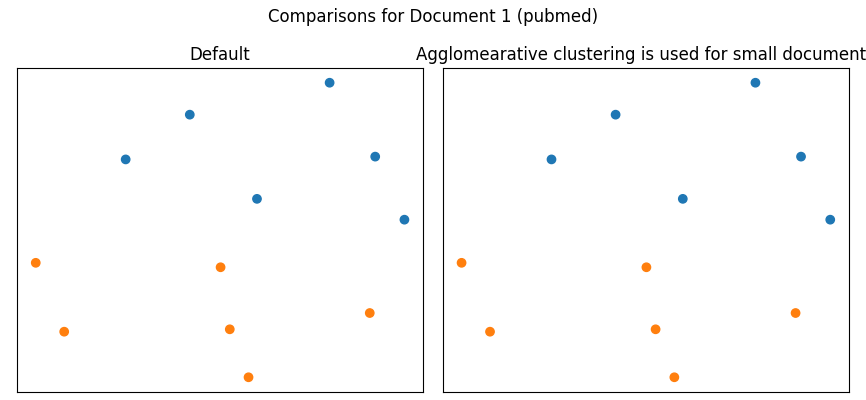 Comparisons for Document 1 (pubmed)
Default
Agglomearative clustering is used for small document